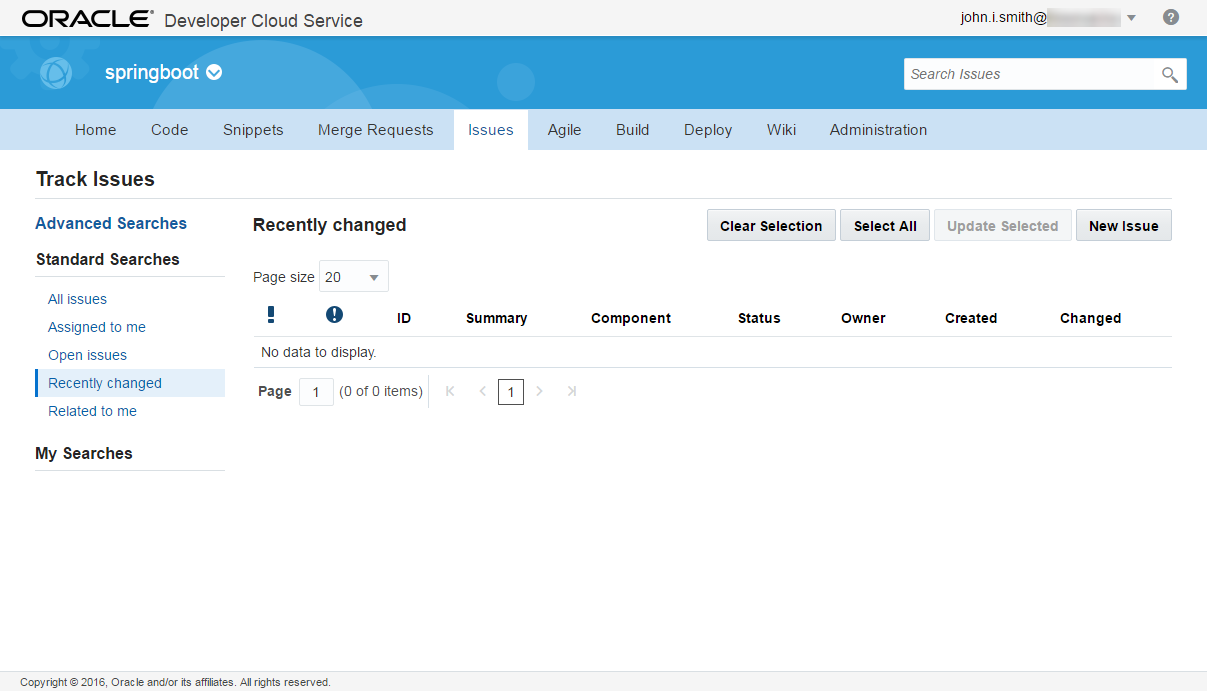 ORACLE® Developer Cloud Service
john.i.smith@
springboot
Search Issues
Home Code Snippets Merge Requests Issues Agile Build Deploy Wiki Administration
Track Issues
Advanced Searches
Standard Searches
All issues
Assigned to me
Open issues
Recently changed
Related to me
My Searches
Recently changed
Clear Selection Select All Update Selected New Issue
Page size 20
ID Summary Component Status Owner Created Changed
No data to display.
Page 1 (0 of 0 items) 1
Copyright © 2016, Oracle and/or its affiliates. All rights reserved.